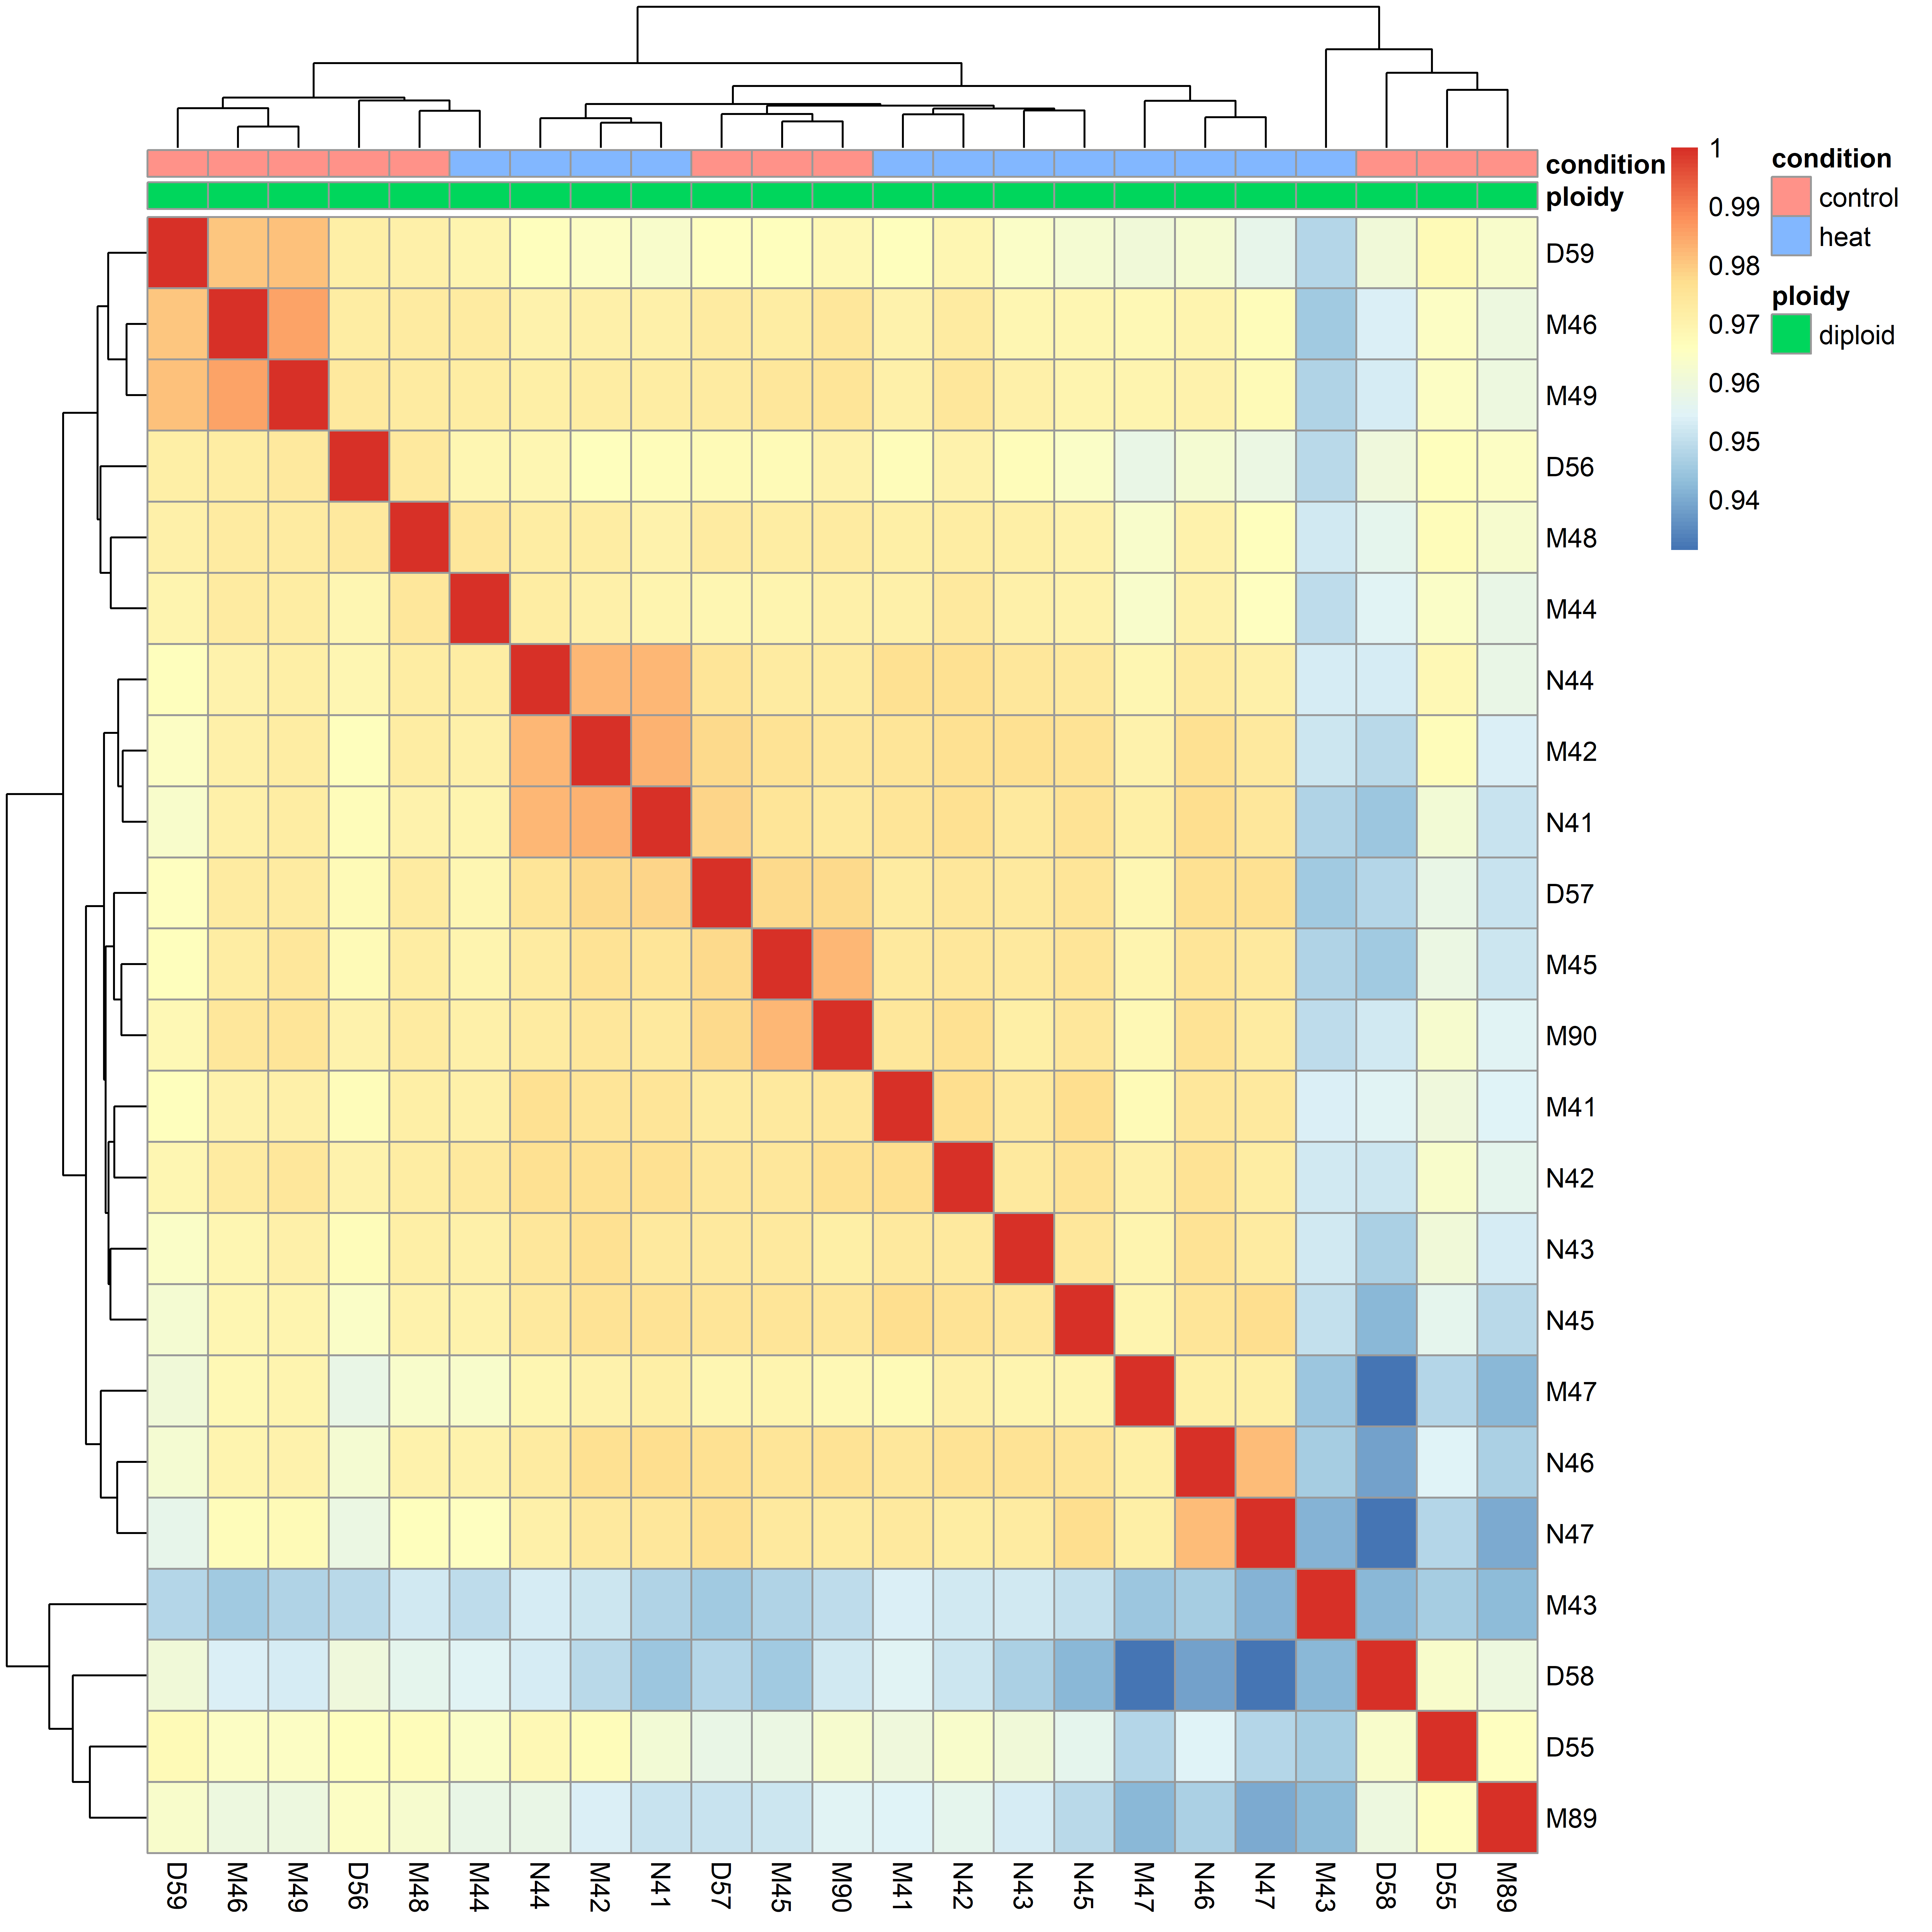 condition
ploidy
D59
M46
M49
D56
M48
M44
N44
M42
N41
D57
M45
M90
M41
N42
N43
N45
M47
N46
N47
M43
D58
D55
M89
D59 M46 M49 D56 M48 M44 N44 M42 N41 D57 M45 M90 M41 N42 N43 N45 M47 N46 N47 M43 D58 D55 M89
1
0.99
0.98
0.97
0.96
0.95
0.94
condition
control
heat
ploidy
diploid